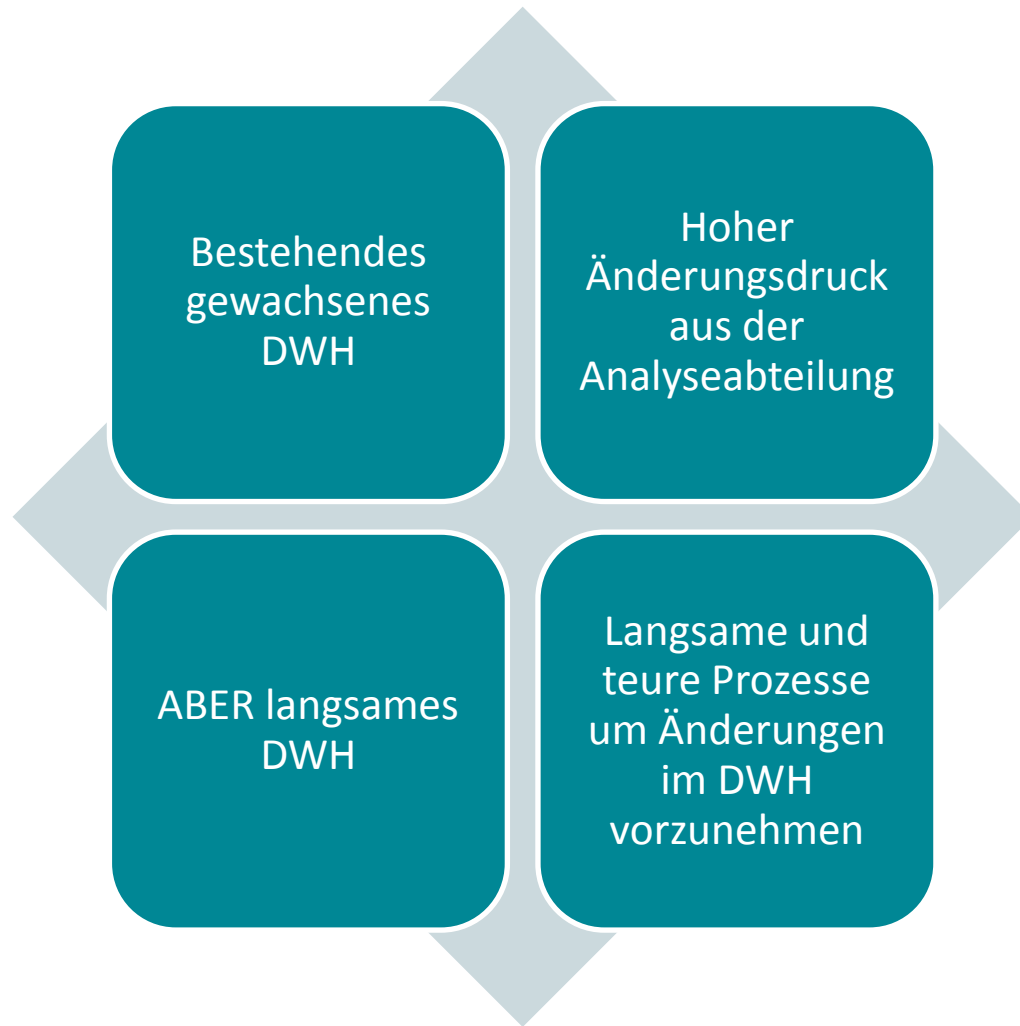 Bestehendes
gewachsenes
DWH
Hoher
Änderungsdruck
aus der
Analyseabteilung
ABER langsames
DWH
Langsame und
teure Prozesse
um Änderungen
im DWH
vorzunehmen